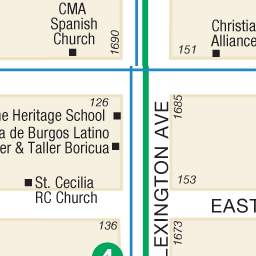 CMA
Spanish
Church
1690
Christia
Alliance
151
126
1685
ne Heritage School
a de Burgos Latino
er & Taller Boricua
LEXINGTON AVE
St. Cecilia
RC Church
153
EAST
136
1673
4